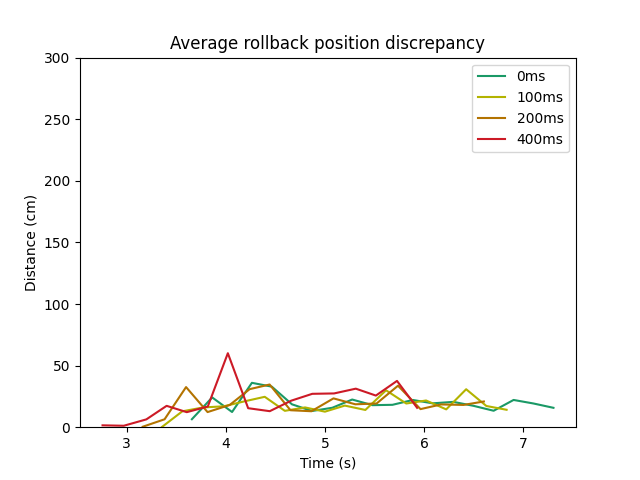 Average rollback position discrepancy
300
250
200
150
100
50
0
Distance (cm)
0ms
100ms
200ms
400ms
3 4 5 6 7
Time (s)